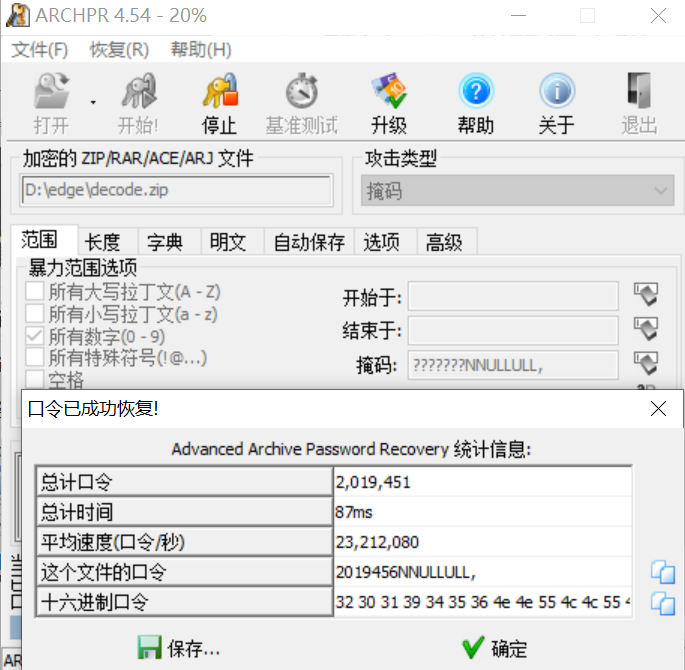 ARCHPR 4.54 - 20%
文件(F) 恢复(R) 帮助(H)
打开 开始! 停止 基准测试 升级 帮助 关于 退出
加密的 ZIP/RAR/ACE/ARJ 文件 攻击类型
D:\edge\decode.zip 掩码
范围 长度 字典 明文 自动保存 选项 高级
暴力范围选项
所有大写拉丁文(A - Z) 开始于:
所有小写拉丁文(a - z)
所有数字(0 - 9) 结束于:
所有特殊符号(!@...) 掩码: ???????NNULLULL,
空格
口令已成功恢复!
Advanced Archive Password Recovery 统计信息:
总计口令 2,019,451
总计时间 87ms
平均速度(口令/秒) 23,212,080
这个文件的口令 2019456NNULLULL,
十六进制口令 32 30 31 39 34 35 36 4e 4e 55 4c 4c 55
保存... 确定
AR